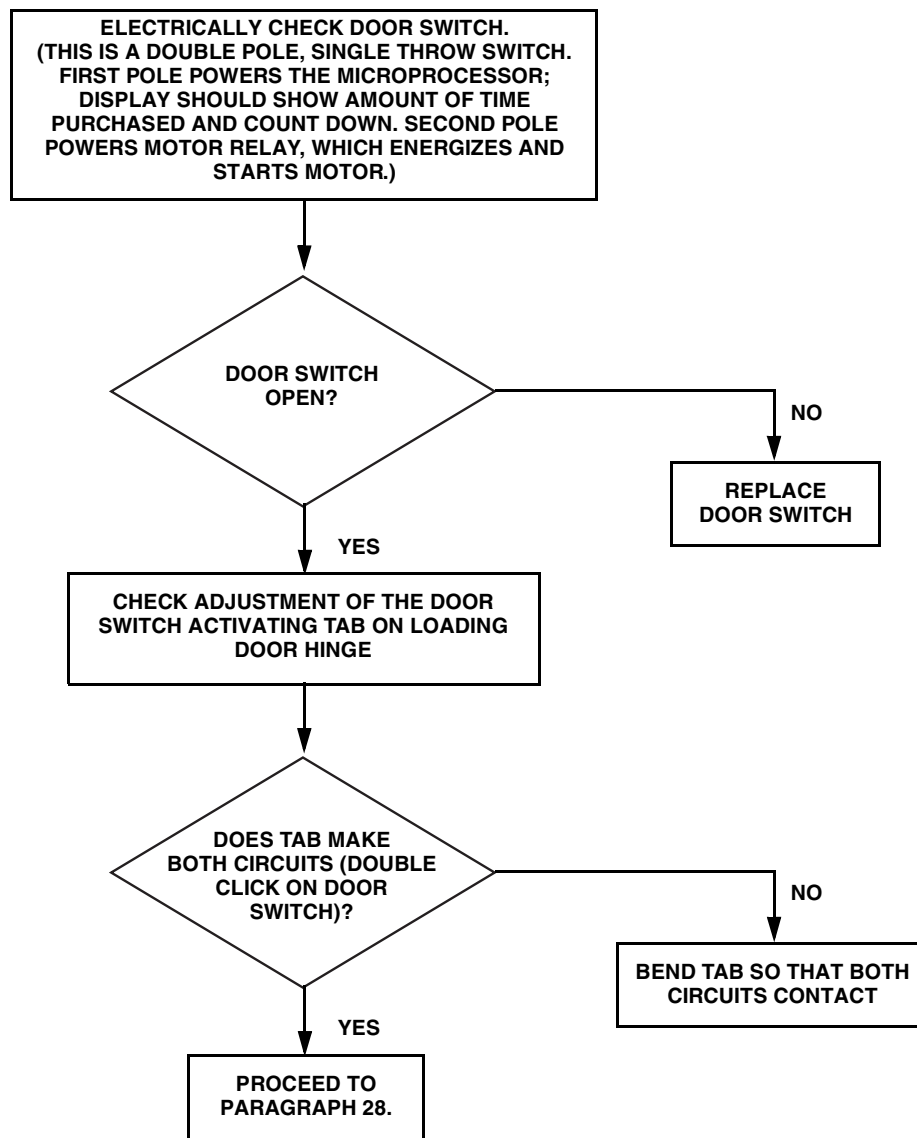 ELECTRICALLY CHECK DOOR SWITCH.
(THIS IS A DOUBLE POLE, SINGLE THROW SWITCH.
FIRST POLE POWERS THE MICROPROCESSOR;
DISPLAY SHOULD SHOW AMOUNT OF TIME
PURCHASED AND COUNT DOWN. SECOND POLE
POWERS MOTOR RELAY, WHICH ENERGIZES AND
STARTS MOTOR.)
DOOR SWITCH
OPEN?
NO
REPLACE
DOOR SWITCH
YES
CHECK ADJUSTMENT OF THE DOOR
SWITCH ACTIVATING TAB ON LOADING
DOOR HINGE
DOES TAB MAKE
BOTH CIRCUITS (DOUBLE
CLICK ON DOOR
SWITCH)?
NO
BEND TAB SO THAT BOTH
CIRCUITS CONTACT
YES
PROCEED TO
PARAGRAPH 28.